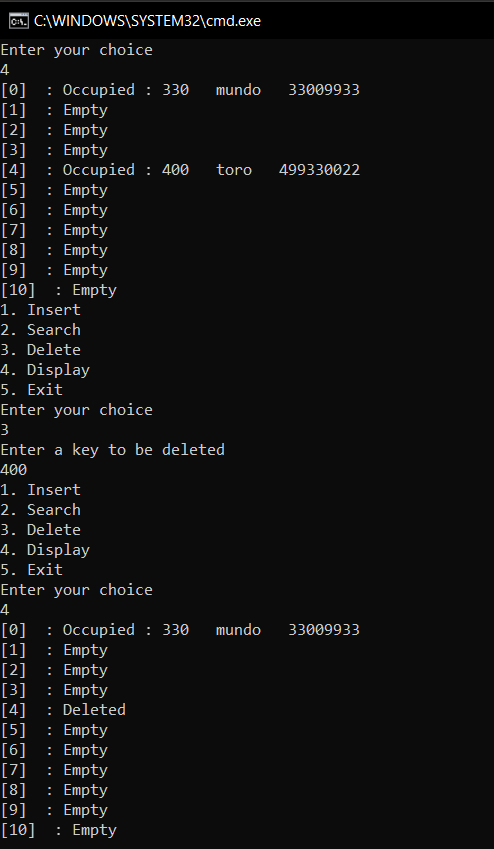 C:\WINDOWS\SYSTEM32\cmd.exe
Enter your choice
4
[0]  : Occupied : 330   mundo   33009933
[1]  : Empty
[2]  : Empty
[3]  : Empty
[4]  : Occupied : 400   toro   499330022
[5]  : Empty
[6]  : Empty
[7]  : Empty
[8]  : Empty
[9]  : Empty
[10]  : Empty
1. Insert
2. Search
3. Delete
4. Display
5. Exit
Enter your choice
3
Enter a key to be deleted
400
1. Insert
2. Search
3. Delete
4. Display
5. Exit
Enter your choice
4
[0]  : Occupied : 330   mundo   33009933
[1]  : Empty
[2]  : Empty
[3]  : Empty
[4]  : Deleted
[5]  : Empty
[6]  : Empty
[7]  : Empty
[8]  : Empty
[9]  : Empty
[10]  : Empty